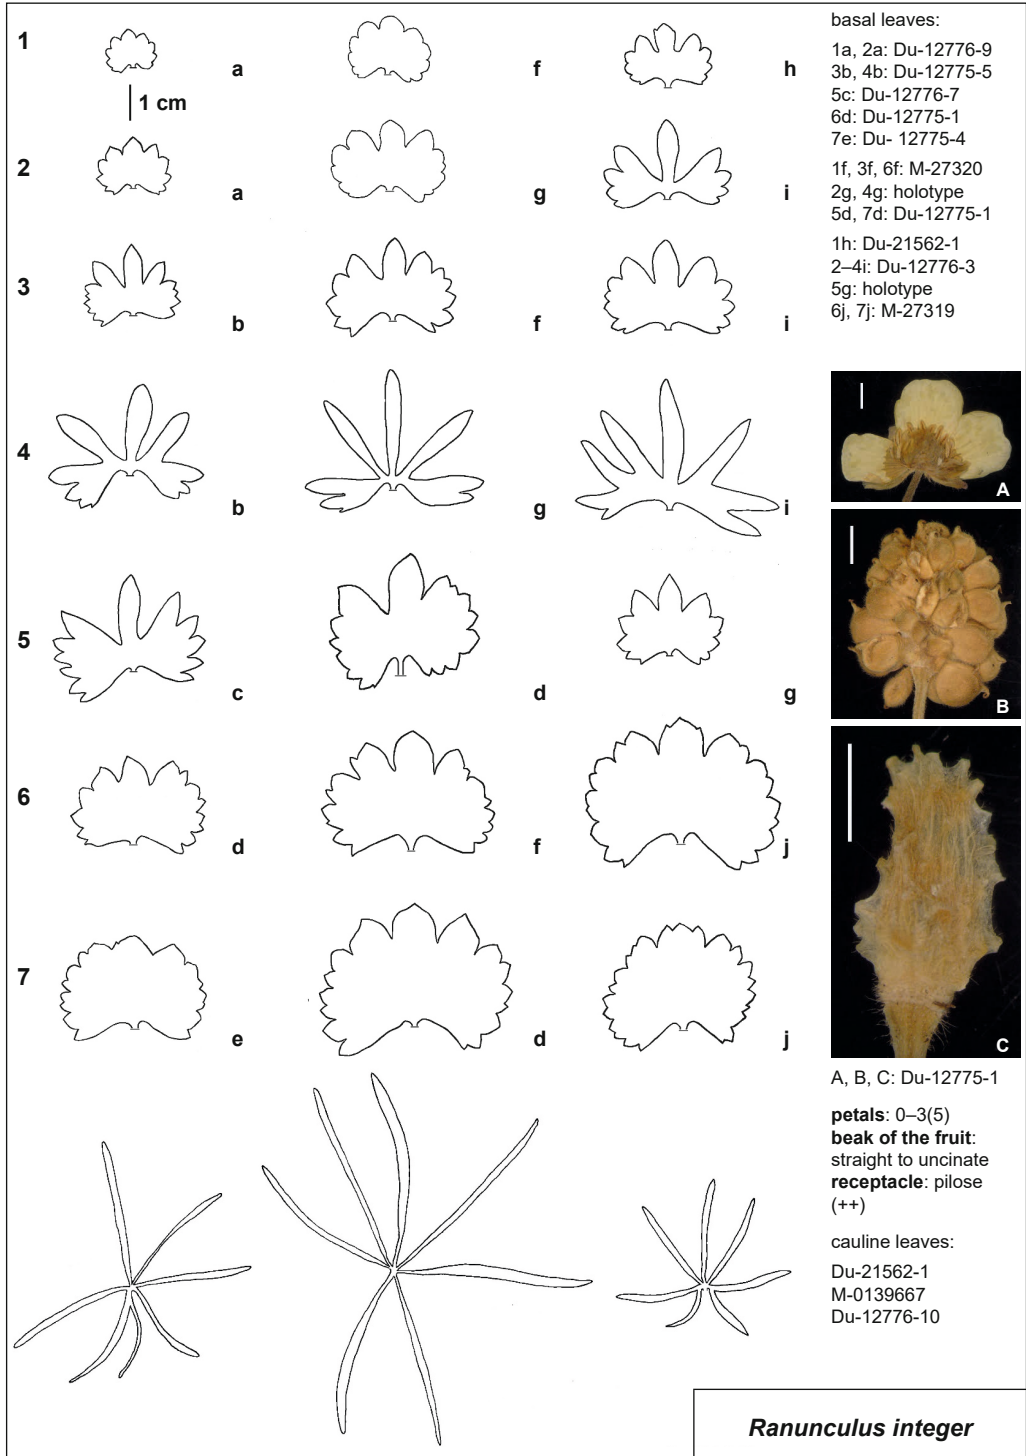 1
a
f
h
1 cm
2
a
g
i
3
b
f
i
4
b
g
i
5
c
d
g
6
d
f
j
7
e
d
j
basal leaves:
1a, 2a: Du-12776-9
3b, 4b: Du-12775-5
5c: Du-12776-7
6d: Du-12775-1
7e: Du- 12775-4
1f, 3f, 6f: M-27320
2g, 4g: holotype
5d, 7d: Du-12775-1
1h: Du-21562-1
2–4i: Du-12776-3
5g: holotype
6j, 7j: M-27319
A
B
C
A, B, C: Du-12775-1
petals: 0–3(5)
beak of the fruit:
straight to uncinate
receptacle: pilose
(++)
cauline leaves:
Du-21562-1
M-0139667
Du-12776-10
Ranunculus integer